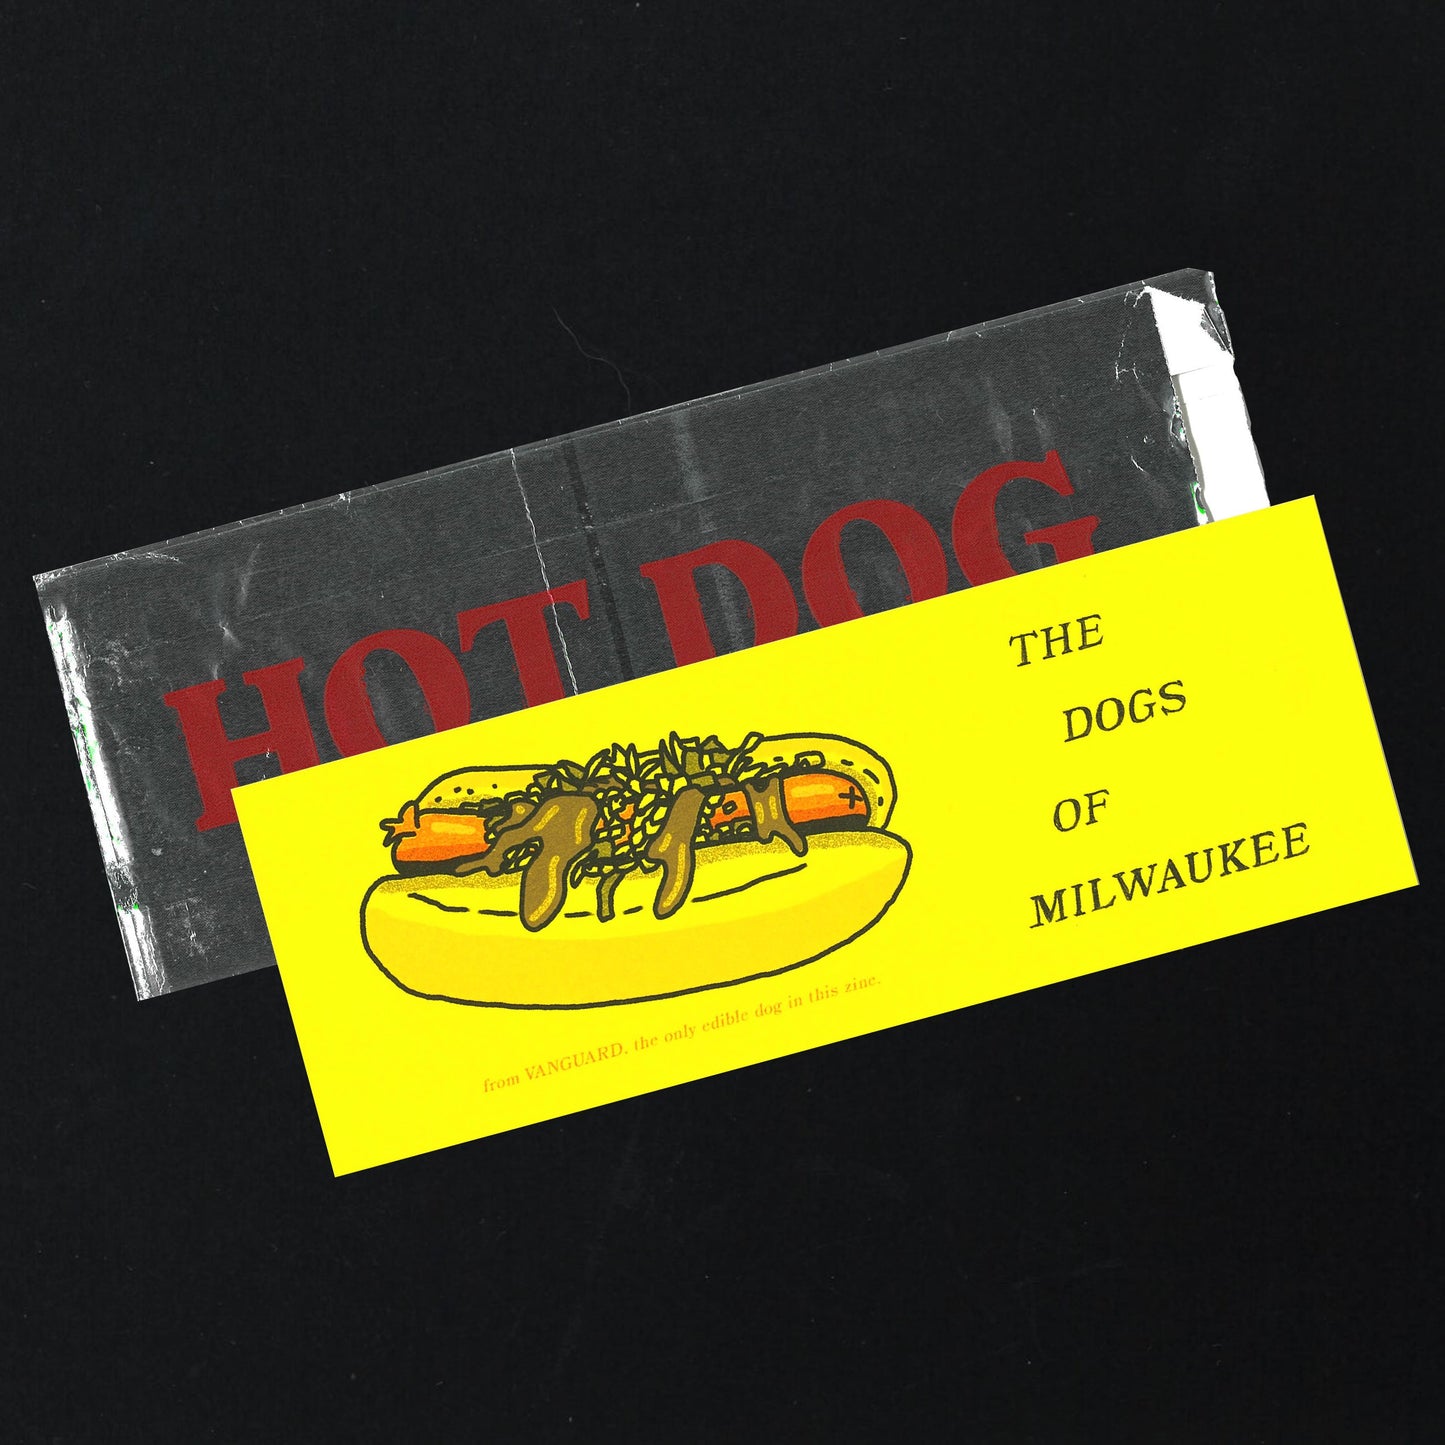 HOT DOG
THE
DOGS
OF
MILWAUKEE
from VANGUARD. the only edible dog in this zine.